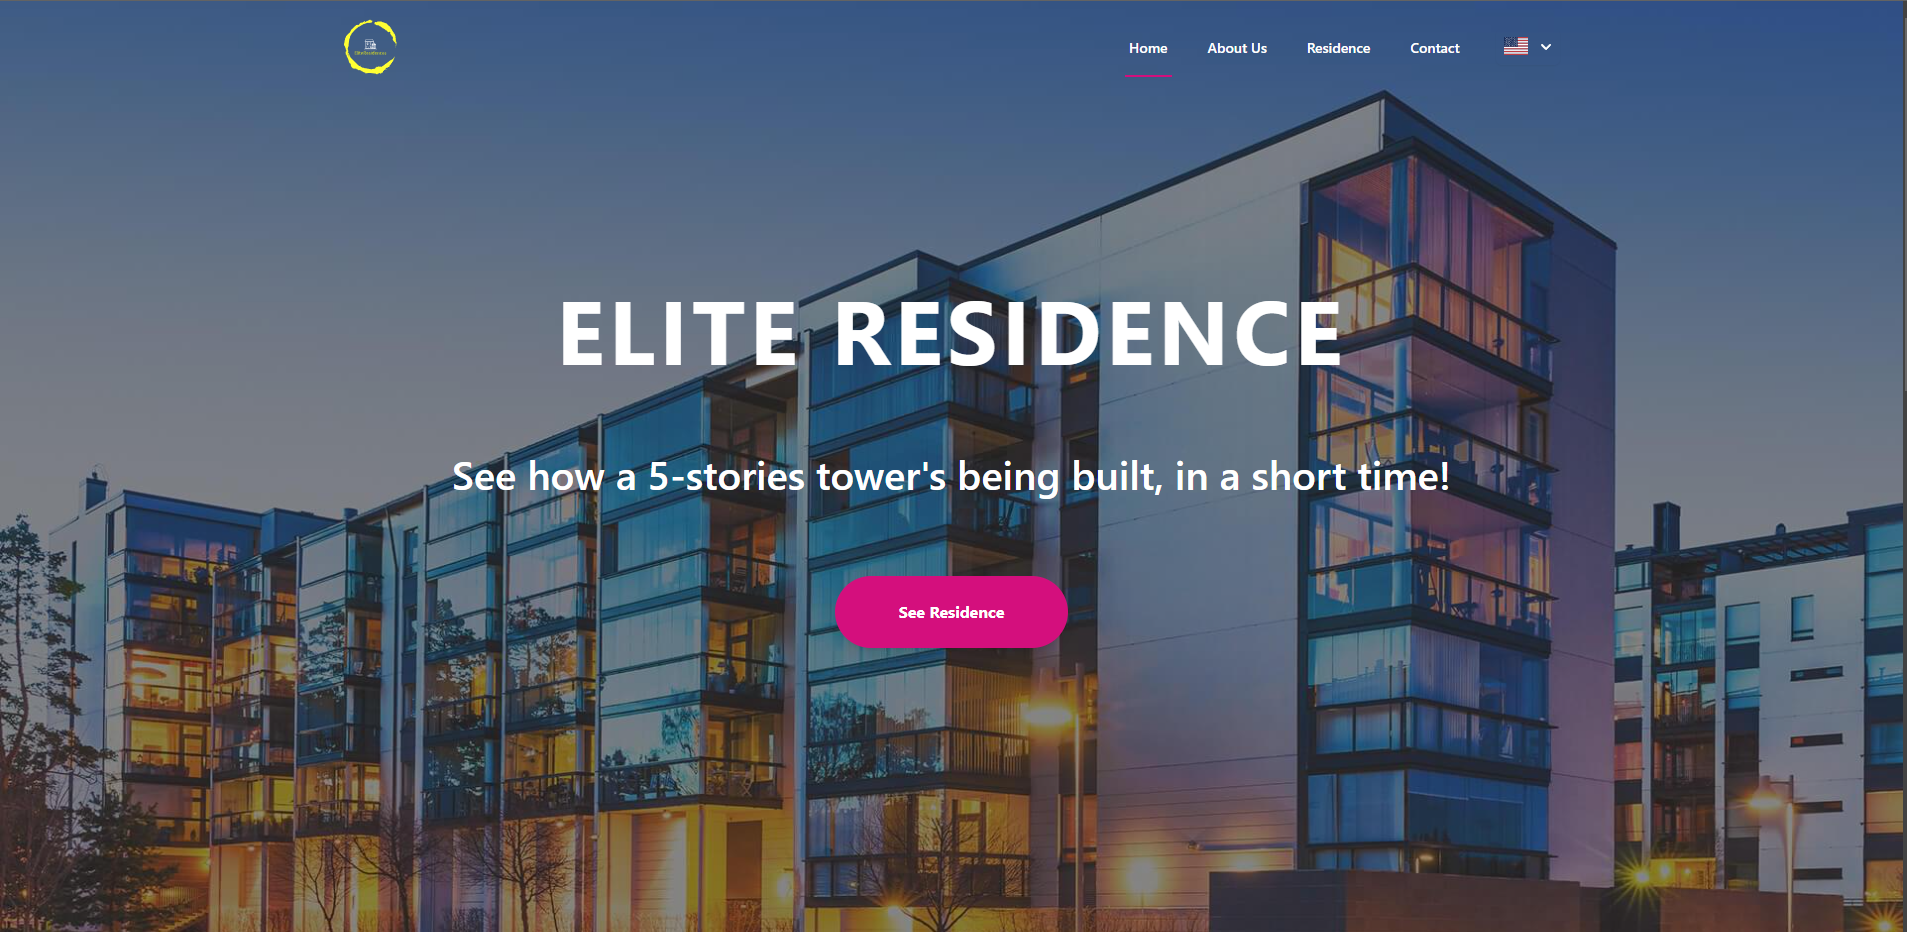 Home
About Us
Residence
Contact
ELITE RESIDENCE
See how a 5-stories tower's being built, in a short time!
See Residence